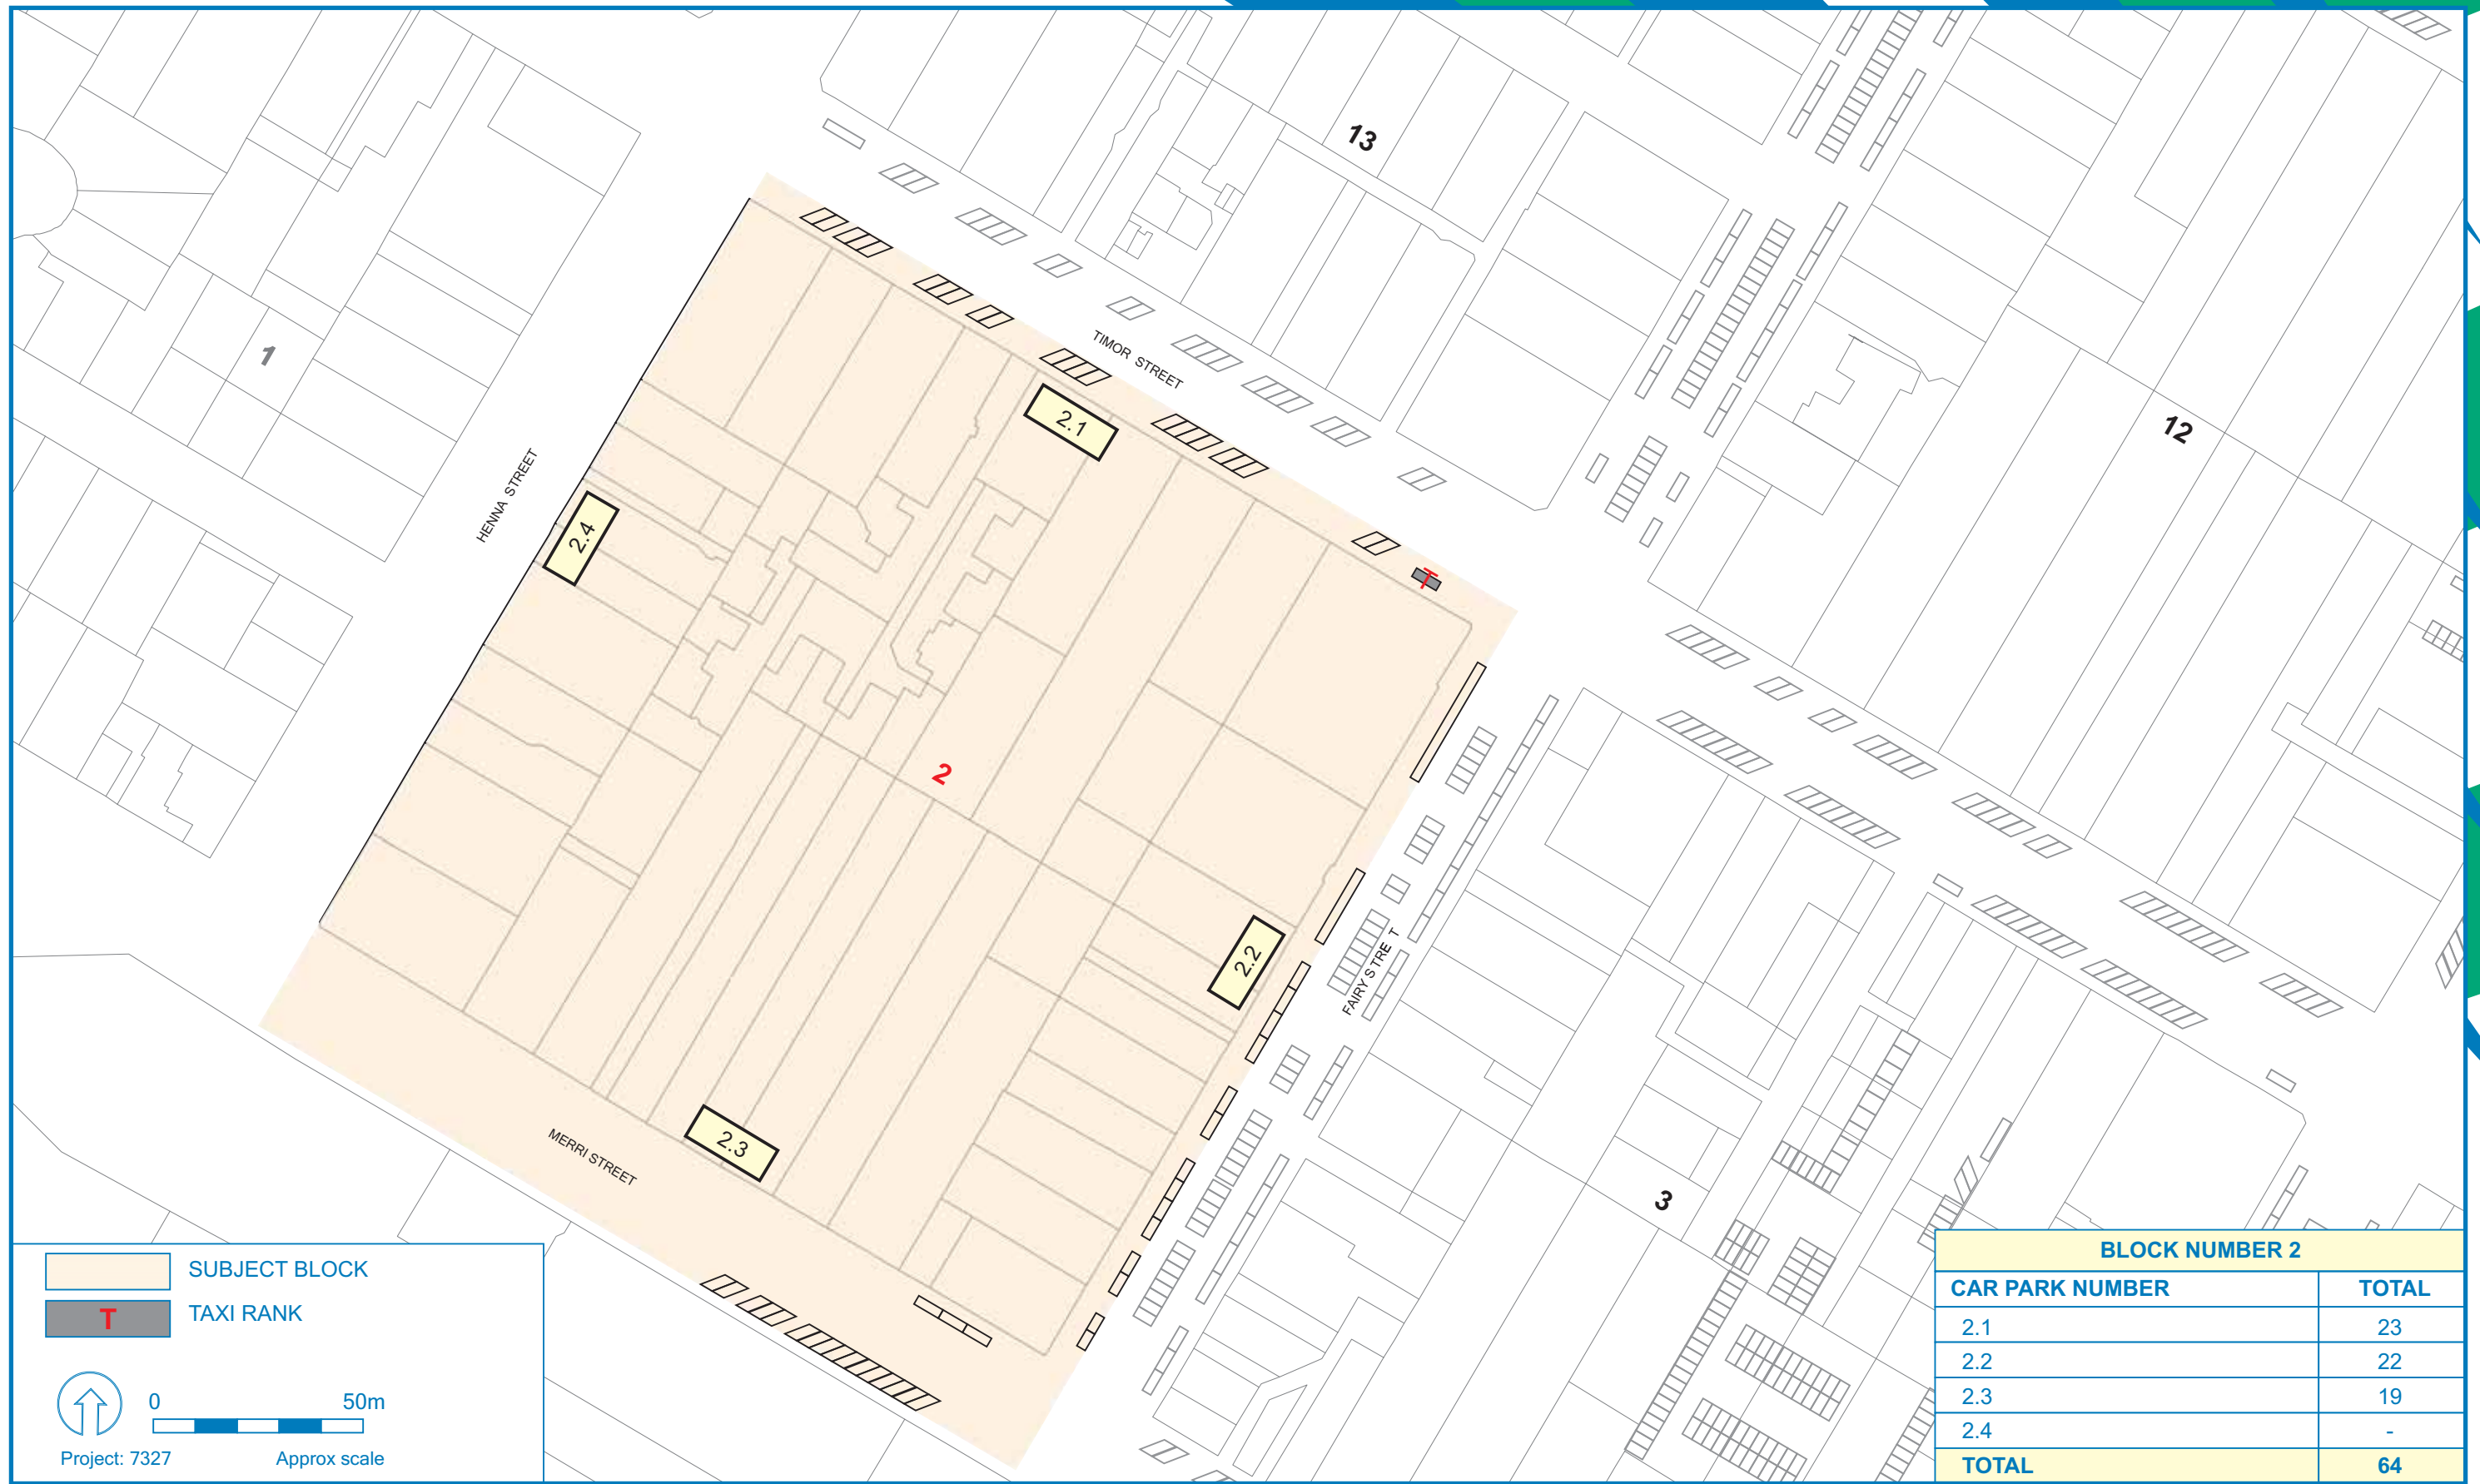 13
TIMOR STREET
1
2.1
12
HENNA STREET
2.4
T
2
2.2
FAIRY STREET
2.3
MERRI STREET
3
SUBJECT BLOCK
T TAXI RANK
0 50m
Project: 7327 Approx scale
BLOCK NUMBER 2
CAR PARK NUMBER TOTAL
2.1 23
2.2 22
2.3 19
2.4 -
TOTAL 64